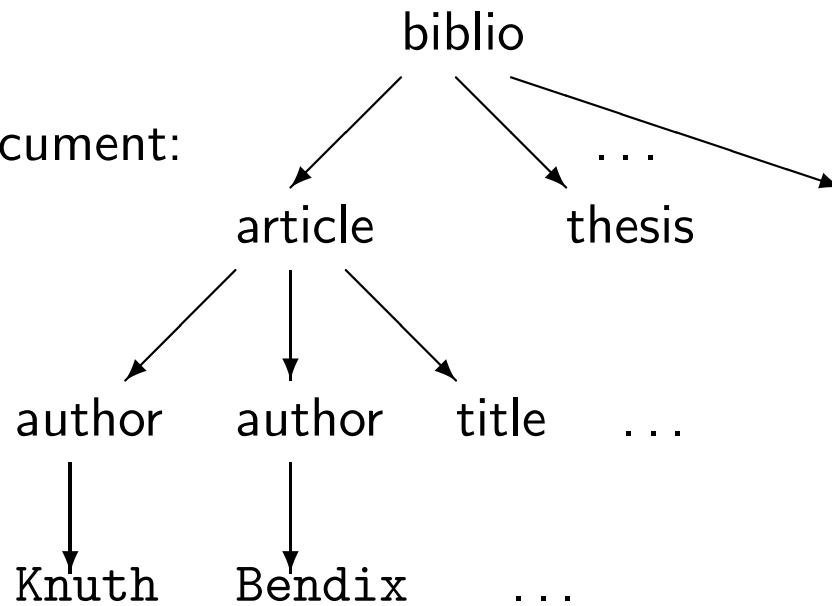 biblio
cument: ...
article thesis
author author title ...
Knuth Bendix ...